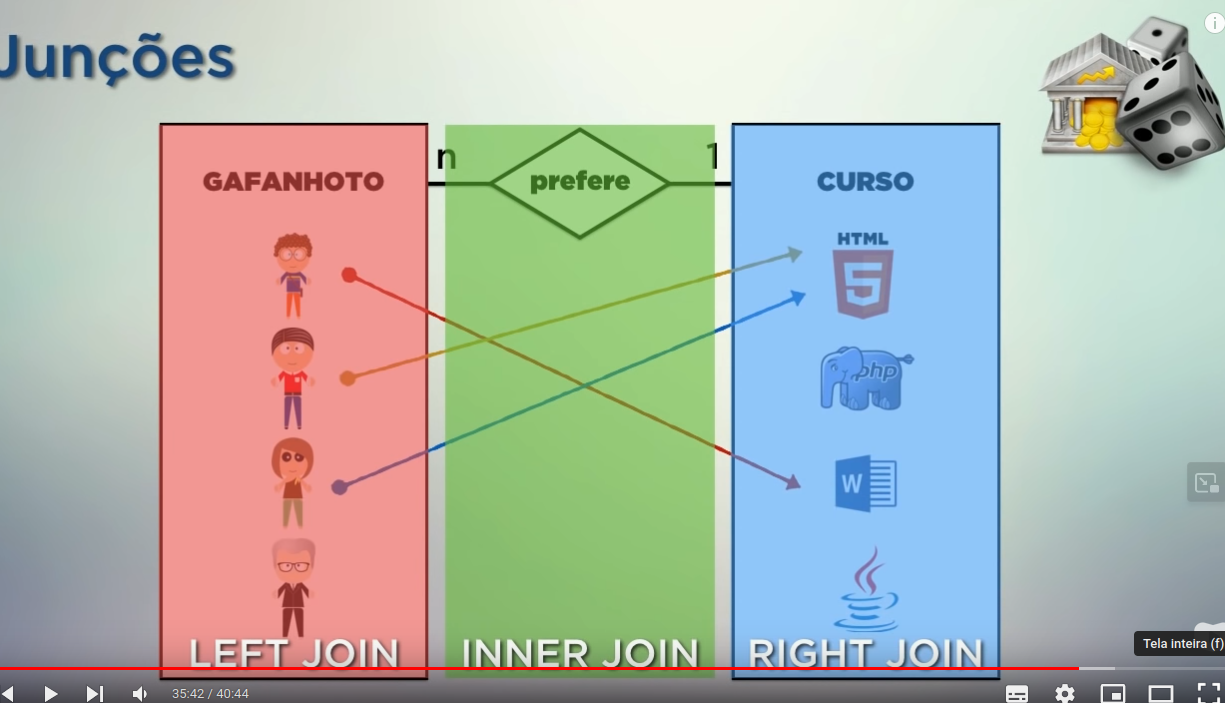 Junções
GAFANHOTO
n
prefere
1
CURSO
HTML
5
php
W
LEFT JOIN
INNER JOIN
RIGHT JOIN
Tela inteira (f)
35:42 / 40:44